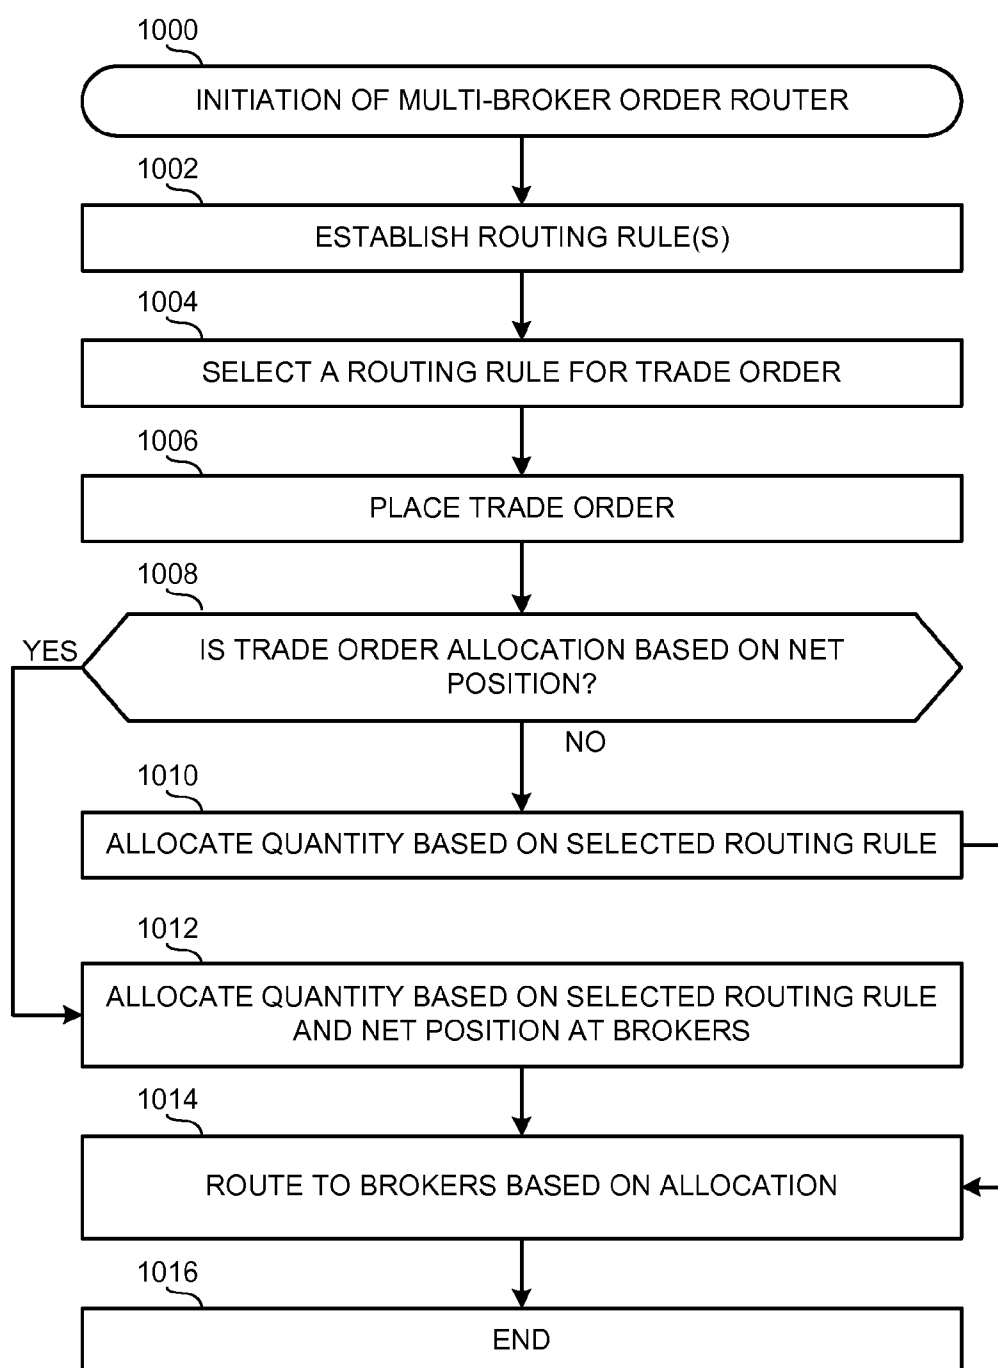 1000
INITIATION OF MULTI-BROKER ORDER ROUTER
1002
ESTABLISH ROUTING RULE(S)
1004
SELECT A ROUTING RULE FOR TRADE ORDER
1006
PLACE TRADE ORDER
1008
YES
IS TRADE ORDER ALLOCATION BASED ON NET
POSITION?
NO
1010
ALLOCATE QUANTITY BASED ON SELECTED ROUTING RULE
1012
ALLOCATE QUANTITY BASED ON SELECTED ROUTING RULE
AND NET POSITION AT BROKERS
1014
ROUTE TO BROKERS BASED ON ALLOCATION
1016
END